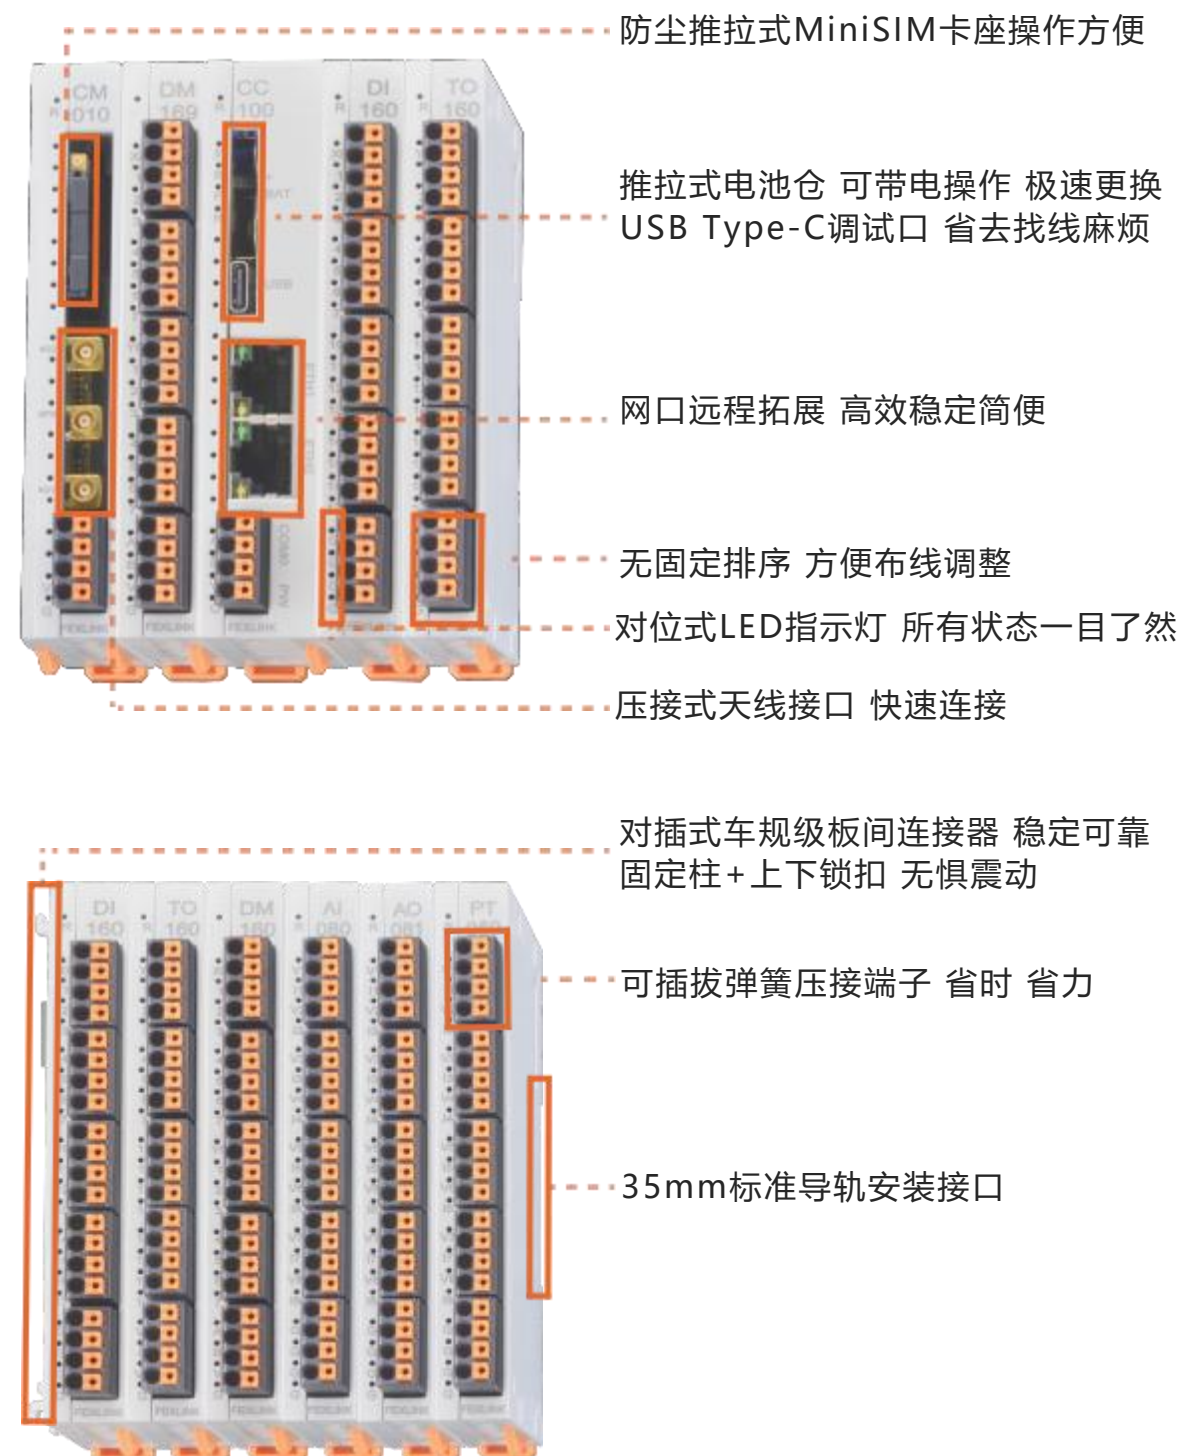 防尘推拉式MiniSIM卡座操作方便
CM 010
DM 169
CC 100
DI 160
TO 160
R
推拉式电池仓 可带电操作 极速更换
USB Type-C调试口 省去找线麻烦
USB
网口远程拓展 高效稳定简便
无固定排序 方便布线调整
对位式LED指示灯 所有状态一目了然
压接式天线接口 快速连接
对插式车规级板间连接器 稳定可靠
固定柱+上下锁扣 无惧震动
DI 160
TO 160
DM 160
AI 080
AO 081
PT
可插拔弹簧压接端子 省时 省力
35mm标准导轨安装接口